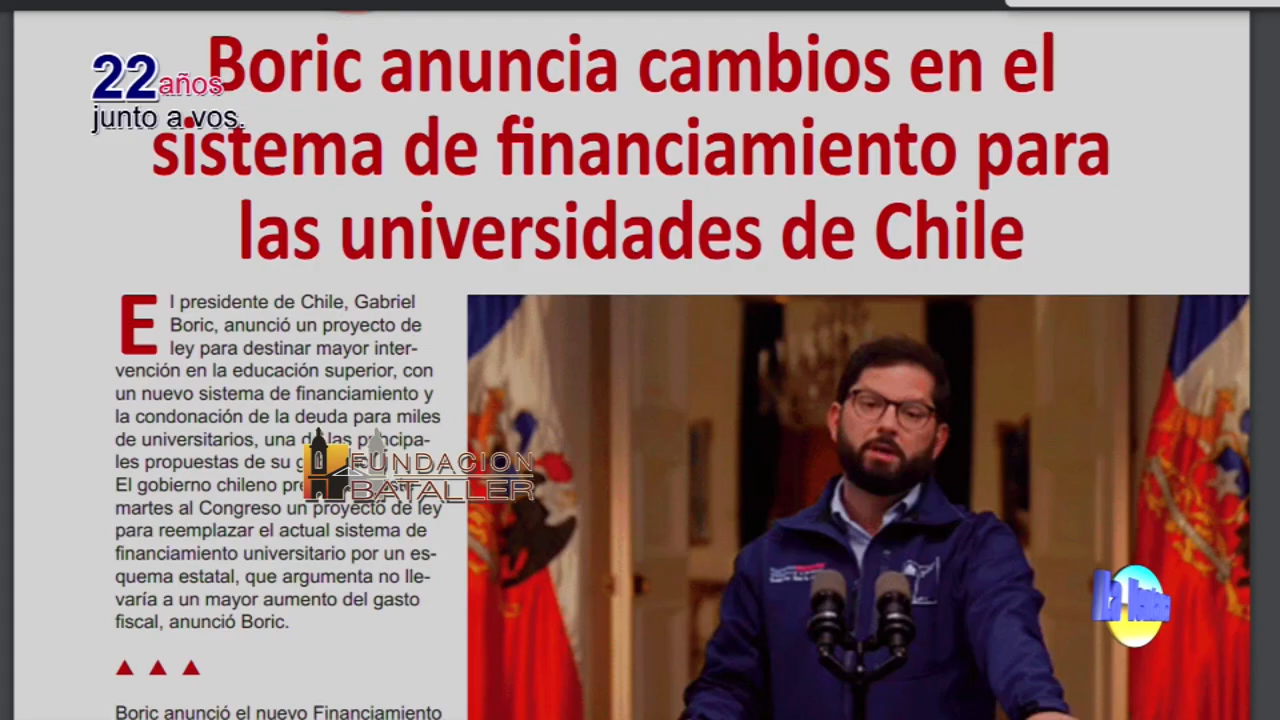 Boric anuncia cambios en el
sistema de financiamiento para
las universidades de Chile
22 años
junto a vos.
El presidente de Chile, Gabriel
Boric, anunció un proyecto de
ley para destinar mayor inter-
vención en la educación superior, con
un nuevo sistema de financiamiento y
la condonación de la deuda para miles
de universitarios, una de las principa-
les propuestas de su
El gobierno chileno
martes al Congreso un proyecto de ley
para reemplazar el actual sistema de
financiamiento universitario por un es-
quema estatal, que argumenta no lle-
varía a un mayor aumento del gasto
fiscal, anunció Boric.
Boric anunció el nuevo Financiamiento
FUNDACION
BATALLER